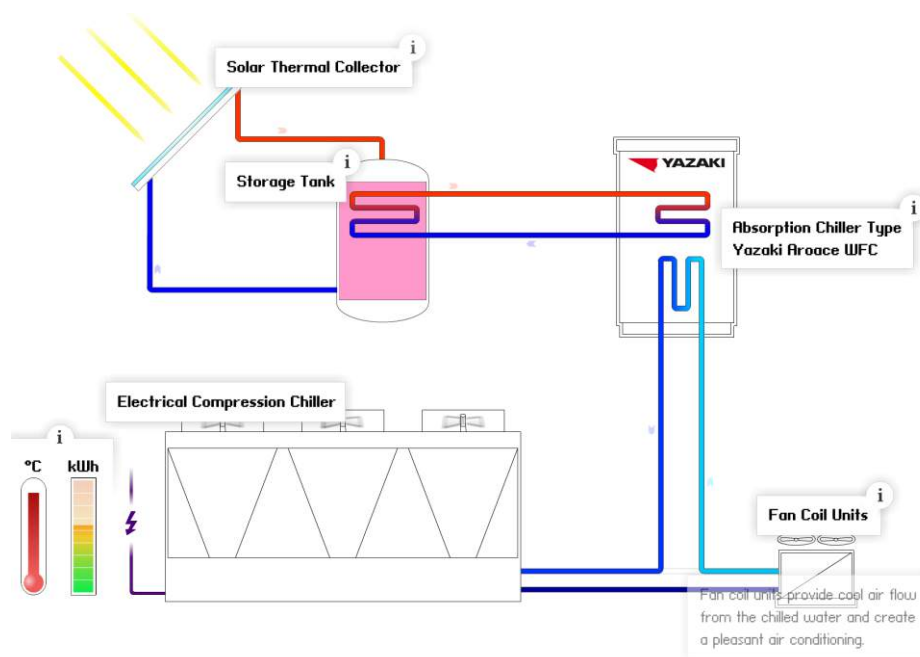 Solar Thermal Collector
i
Storage Tank
i
YAZAKI
Absorption Chiller Type
Yazaki Aroace WFC
i
Electrical Compression Chiller
i
°C
kWh
Fan Coil Units
i
Fan coil units provide cool air flow
from the chilled water and create
a pleasant air conditioning.